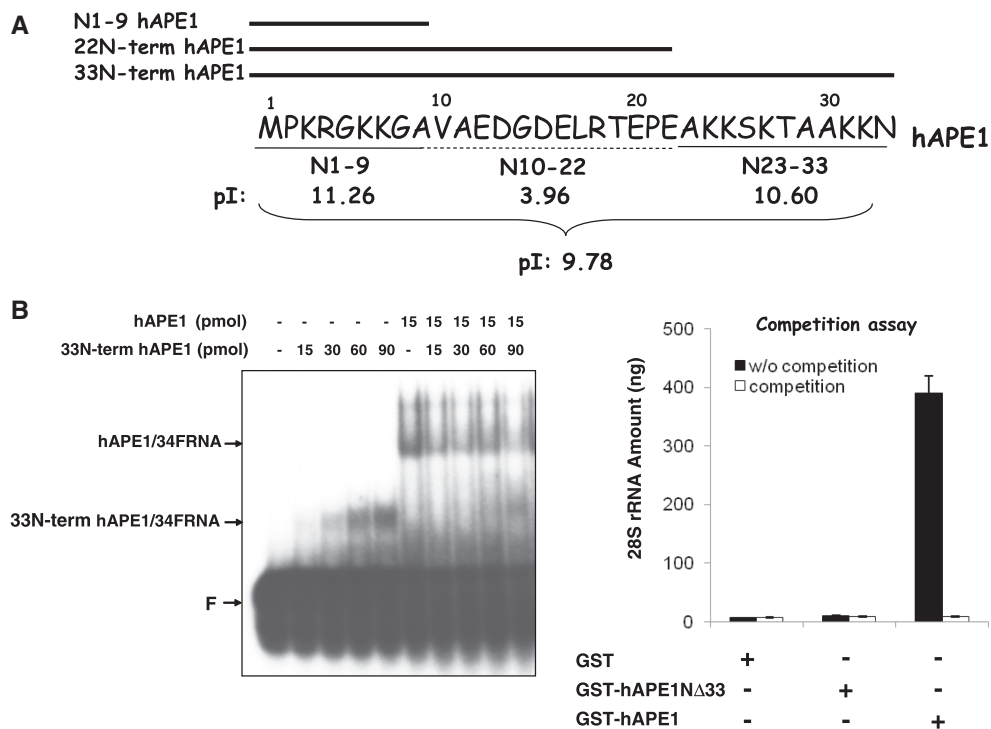 A
N1-9 hAPE1
22N-term hAPE1
33N-term hAPE1
1 10 20 30
MPKRGKKGAVAEDGDELRTEPEAKKSKTAAKKN hAPE1
N1-9 N10-22 N23-33
pI: 11.26 3.96 10.60
pI: 9.78
B
hAPE1 (pmol) - - - - - 15 15 15 15 15
33N-term hAPE1 (pmol) - 15 30 60 90 - 15 30 60 90
hAPE1/34FRNA
33N-term hAPE1/34FRNA
F
Competition assay
w/o competition
competition
28S rRNA Amount (ng)
500
400
300
200
100
0
GST + - -
GST-hAPE1NΔ33 - + -
GST-hAPE1 - - +